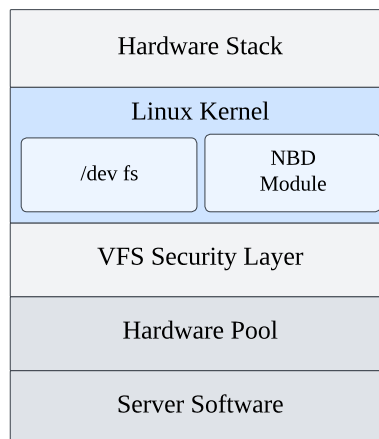 Hardware Stack
Linux Kernel
/dev fs
NBD
Module
VFS Security Layer
Hardware Pool
Server Software